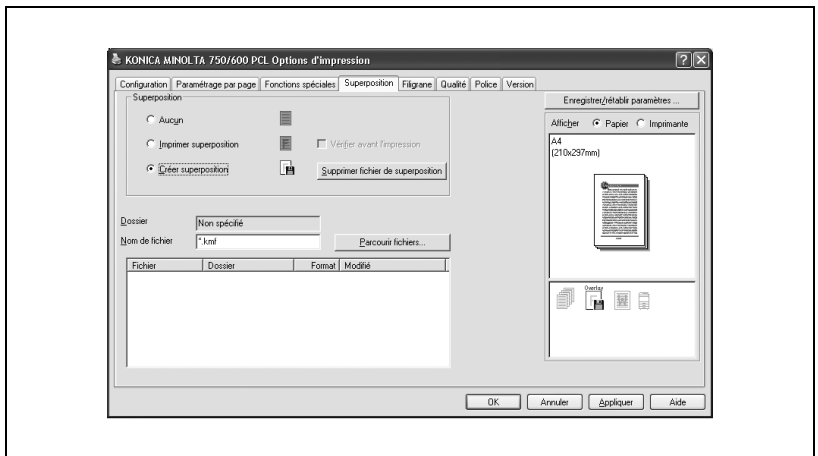 KONICA MINOLTA 750/600 PCL Options d'impression
Configuration Paramétrage par page Fonctions spéciales Superposition Filigrane Qualité Police Version
Superposition
Aucun
Imprimer superposition
Vérifier avant l'impression
Créer superposition
Supprimer fichier de superposition
Dossier
Non spécifié
Nom de fichier
*.kmf
Parcourir fichiers...
Fichier Dossier Format Modifié
Enregistrer/rétablir paramètres ...
Afficher Papier Imprimante
A4
(210x297mm)
Overlay
OK Annuler Appliquer Aide